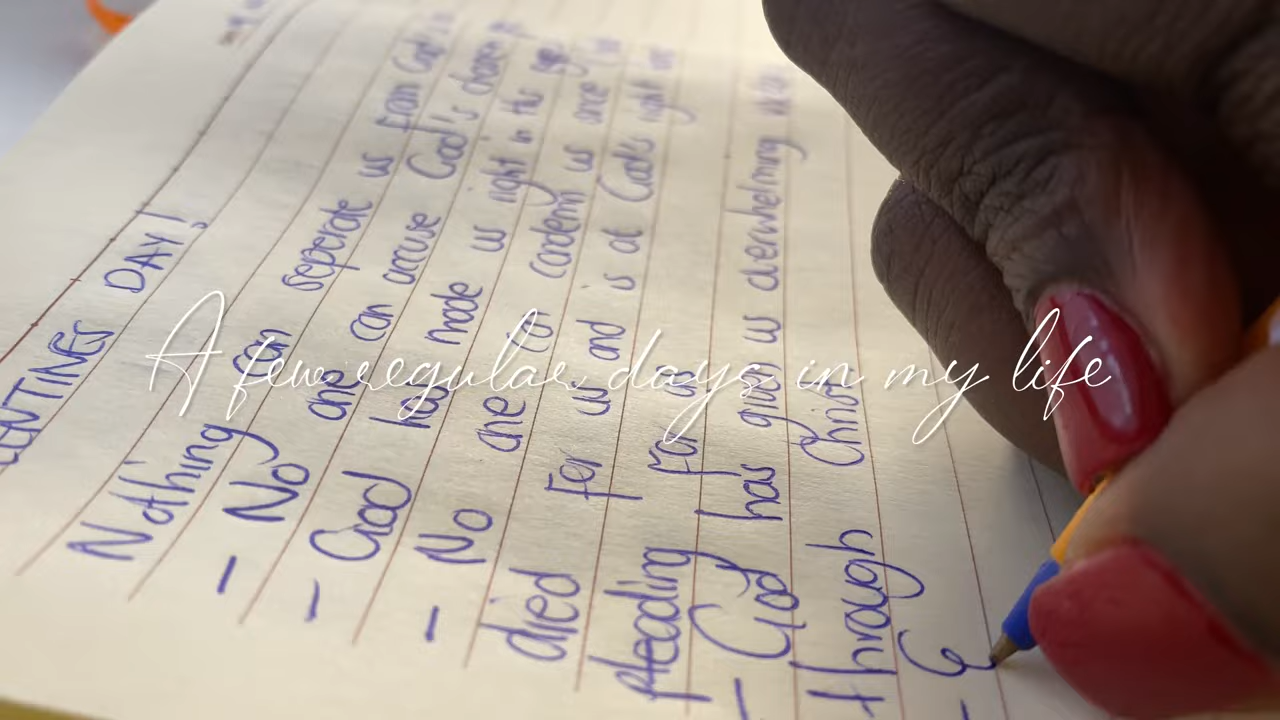 VALENTINES DAY!
Nothing can seperate us from God's
- No one can accuse God's chosen
- God has made us right in his
- No one can condemn us once
died for us and is at God's right
pleading for us
- God has given us overwhelming
through Christ
A few regular days in my life